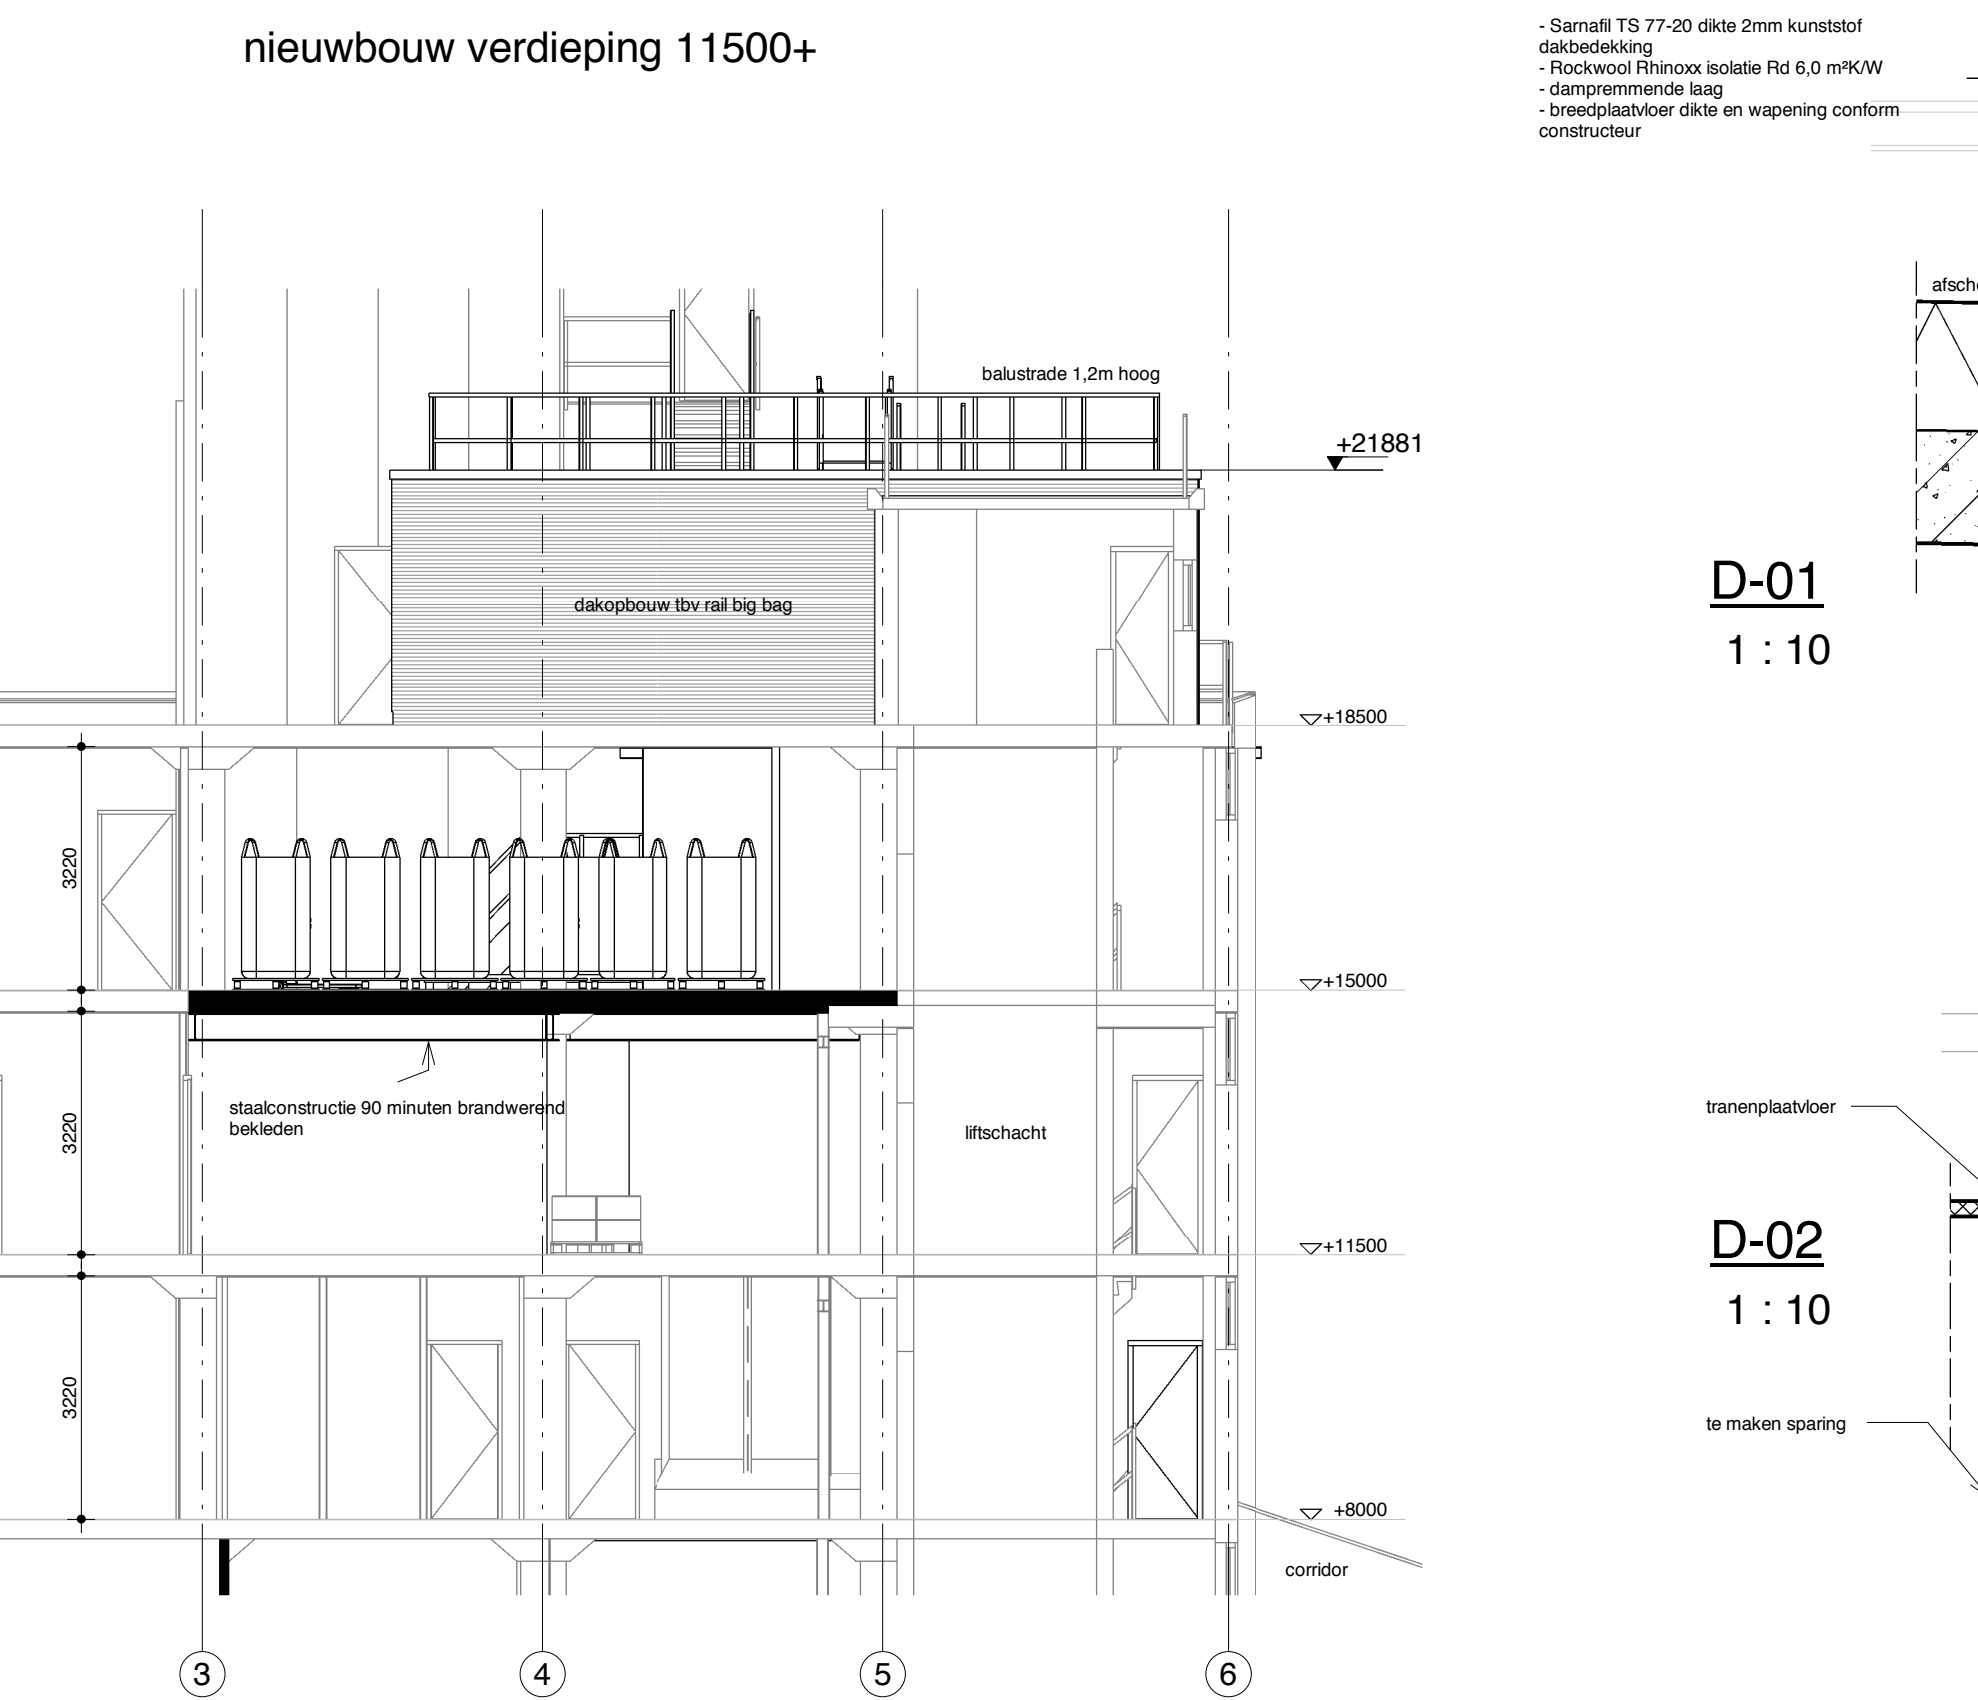 nieuwbouw verdieping 11500+
- Sarnafil TS 77-20 dikte 2mm kunststof
dakbedekking
- Rockwool Rhinoxx isolatie Rd 6,0 m²K/W
- dampremmende laag
- breedplaatvloer dikte en wapening conform
constructeur
balustrade 1,2m hoog
+21881
dakopbouw tbv rail big bag
D-01
1 : 10
+18500
3220
+15000
staalconstructie 90 minuten brandwerend
bekleden
3220
liftschacht
tranenplaatvloer
+11500
D-02
1 : 10
3220
te maken sparing
+8000
corridor
3
4
5
6